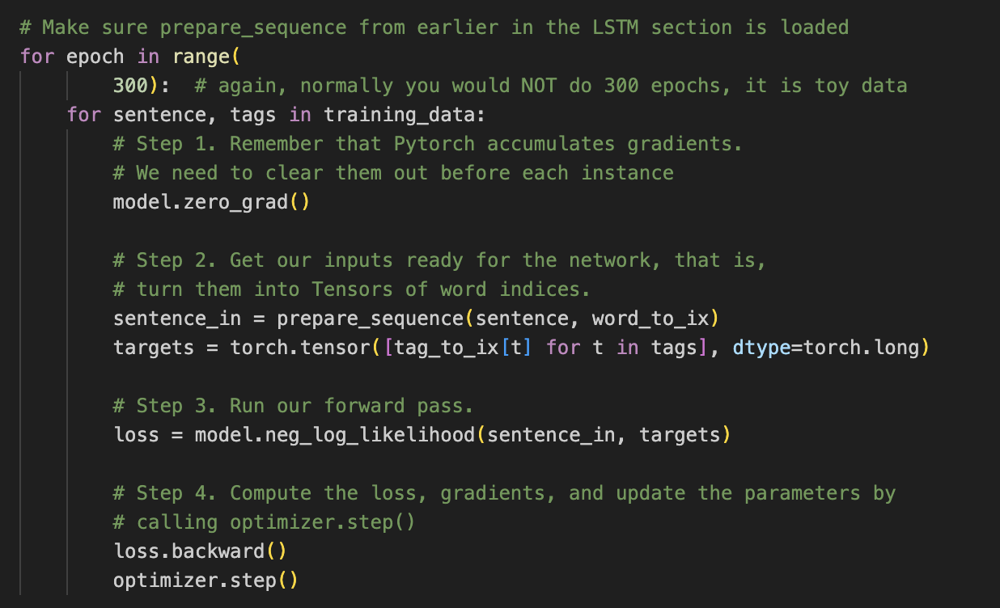 # Make sure prepare_sequence from earlier in the LSTM section is loaded
for epoch in range(
        300):  # again, normally you would NOT do 300 epochs, it is toy data
    for sentence, tags in training_data:
        # Step 1. Remember that Pytorch accumulates gradients.
        # We need to clear them out before each instance
        model.zero_grad()

        # Step 2. Get our inputs ready for the network, that is,
        # turn them into Tensors of word indices.
        sentence_in = prepare_sequence(sentence, word_to_ix)
        targets = torch.tensor([tag_to_ix[t] for t in tags], dtype=torch.long)

        # Step 3. Run our forward pass.
        loss = model.neg_log_likelihood(sentence_in, targets)

        # Step 4. Compute the loss, gradients, and update the parameters by
        # calling optimizer.step()
        loss.backward()
        optimizer.step()